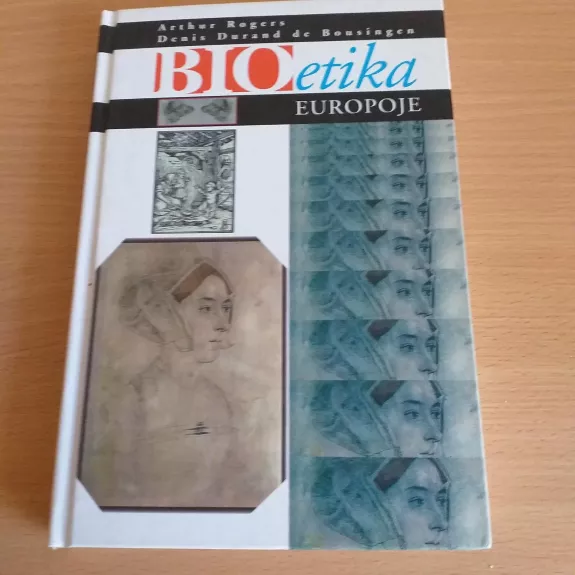 Arthur Rogers
Denis Durand de Bousingen
BIOetika
EUROPOJE